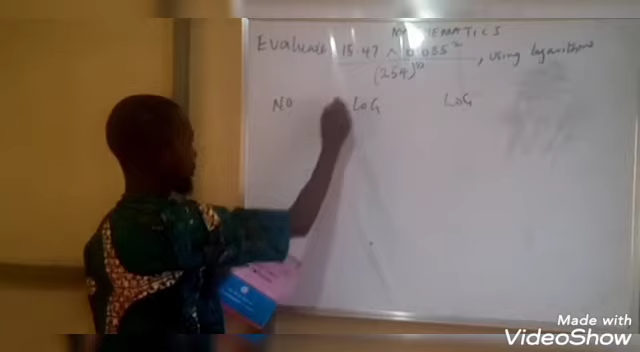 MATHEMATICS
Evaluate 15.47 × 0.055²
(254)¹⁰ , using logarithms
NO LOG LOG
Made with
VideoShow